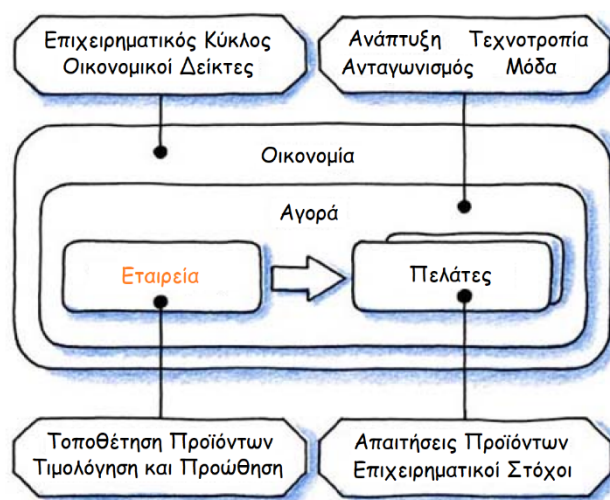 Επιχειρηματικός Κύκλος
Οικονομικοί Δείκτες
Ανάπτυξη Τεχνοτροπία
Ανταγωνισμός Μόδα
Οικονομία
Αγορά
Εταιρεία
Πελάτες
Τοποθέτηση Προϊόντων
Τιμολόγηση και Προώθηση
Απαιτήσεις Προϊόντων
Επιχειρηματικοί Στόχοι